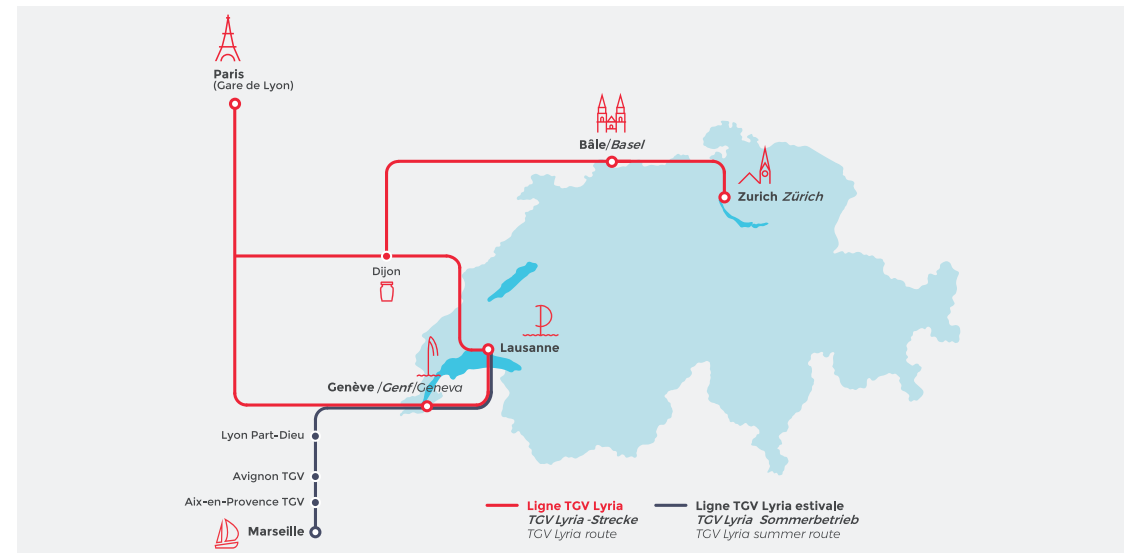 Paris
(Gare de Lyon)
Bâle/Basel
Zurich Zürich
Dijon
Lausanne
Genève /Genf/Geneva
Lyon Part-Dieu
Avignon TGV
Aix-en-Provence TGV
Marseille
Ligne TGV Lyria
TGV Lyria -Strecke
TGV Lyria route
Ligne TGV Lyria estivale
TGV Lyria Sommerbetrieb
TGV Lyria summer route